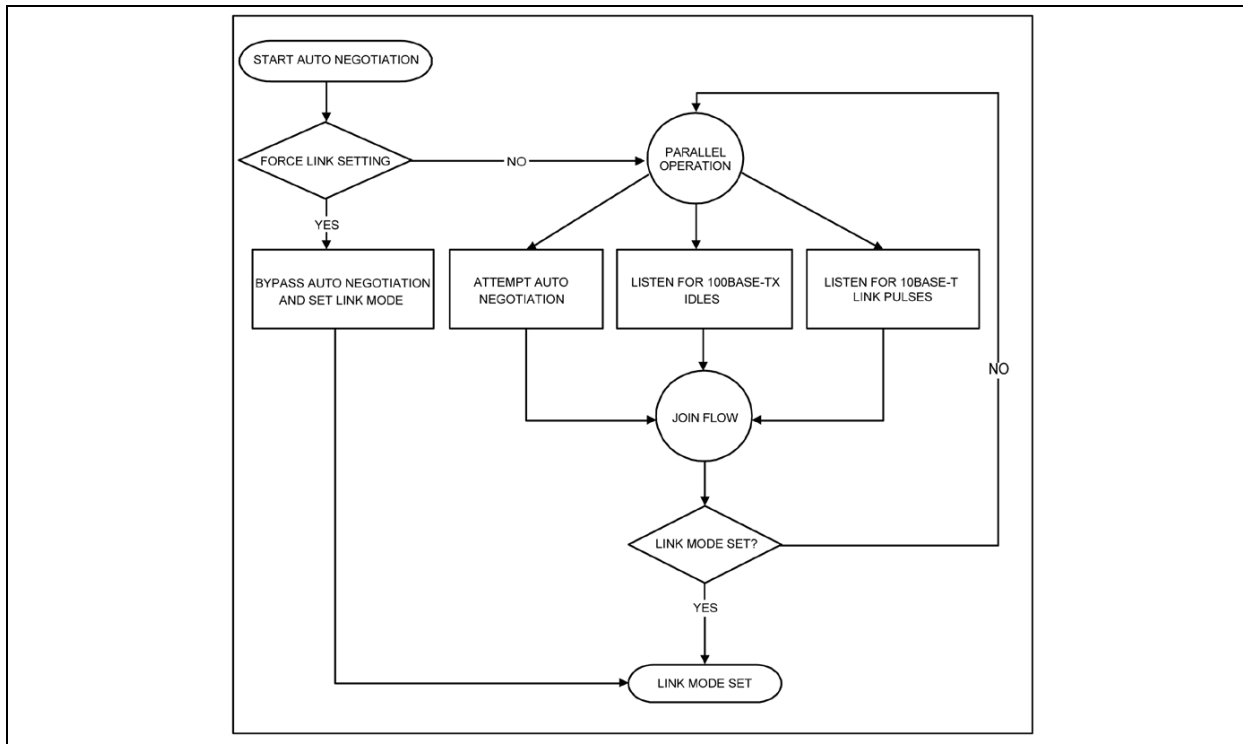 START AUTO NEGOTIATION
FORCE LINK SETTING
NO
PARALLEL
OPERATION
YES
BYPASS AUTO NEGOTIATION
AND SET LINK MODE
ATTEMPT AUTO
NEGOTIATION
LISTEN FOR 100BASE-TX
IDLES
LISTEN FOR 10BASE-T
LINK PULSES
NO
JOIN FLOW
LINK MODE SET?
YES
LINK MODE SET